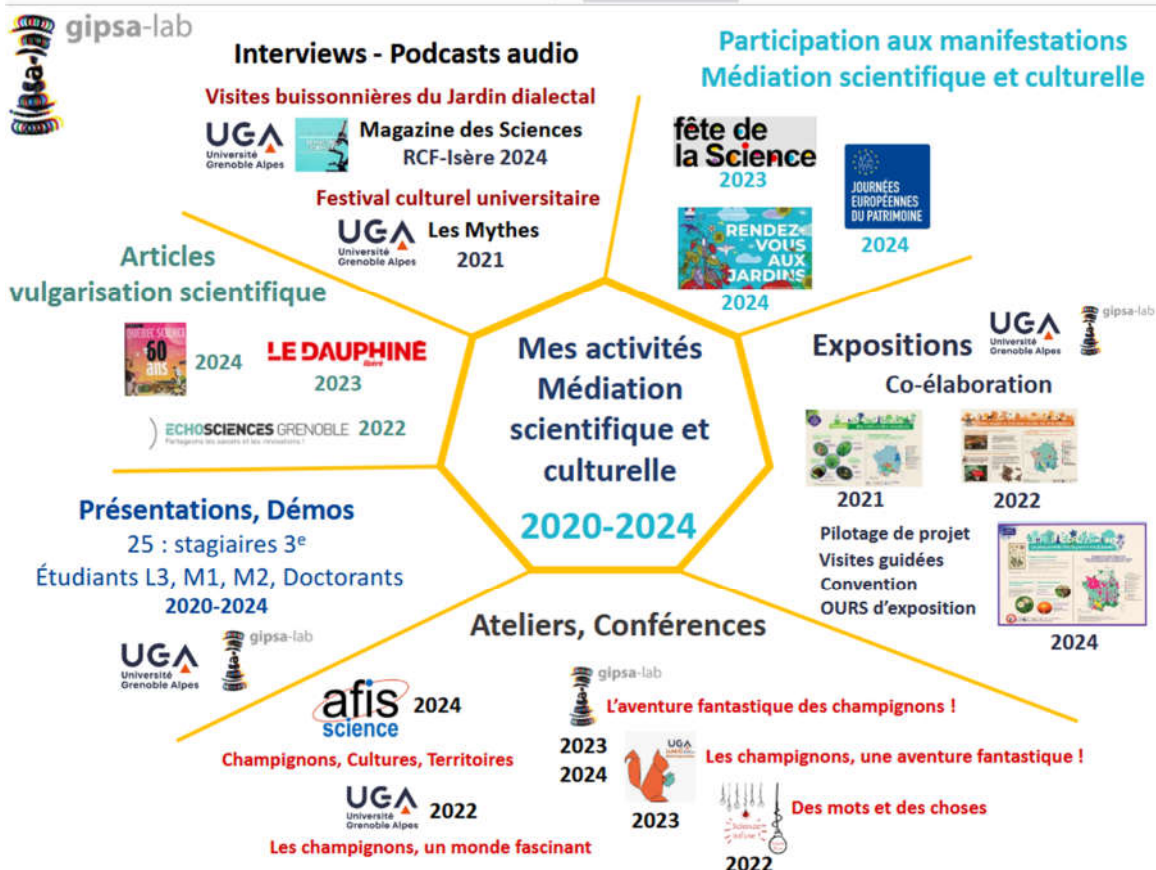 gipsa-lab
Interviews - Podcasts audio
Visites buissonnières du Jardin dialectal
UGA
Université
Grenoble Alpes
Magazine des Sciences
RCF-Isère 2024
Festival culturel universitaire
UGA
Université
Grenoble Alpes
Les Mythes
2021
Participation aux manifestations
Médiation scientifique et culturelle
fête de
la Science
2023
JOURNÉES
EUROPÉENNES
DU PATRIMOINE
2024
RENDEZ-
VOUS
AUX
JARDINS
2024
Articles
vulgarisation scientifique
QUÉBEC SCIENCE
60
ans
2024
LE DAUPHINÉ
libéré
2023
ECHOSCIENCES GRENOBLE 2022
Mes activités
Médiation
scientifique et
culturelle
2020-2024
Expositions
UGA
Université
Grenoble Alpes
gipsa-lab
Co-élaboration
2021
2022
Pilotage de projet
Visites guidées
Convention
OURS d'exposition
2024
Présentations, Démos
25 : stagiaires 3e
Étudiants L3, M1, M2, Doctorants
2020-2024
UGA
Université
Grenoble Alpes
gipsa-lab
Ateliers, Conférences
afis
science
2024
Champignons, Cultures, Territoires
UGA
Université
Grenoble Alpes
2022
Les champignons, un monde fascinant
gipsa-lab
L'aventure fantastique des champignons !
2023
2024
UGA
Les champignons, une aventure fantastique !
2023
Des mots et des choses
2022